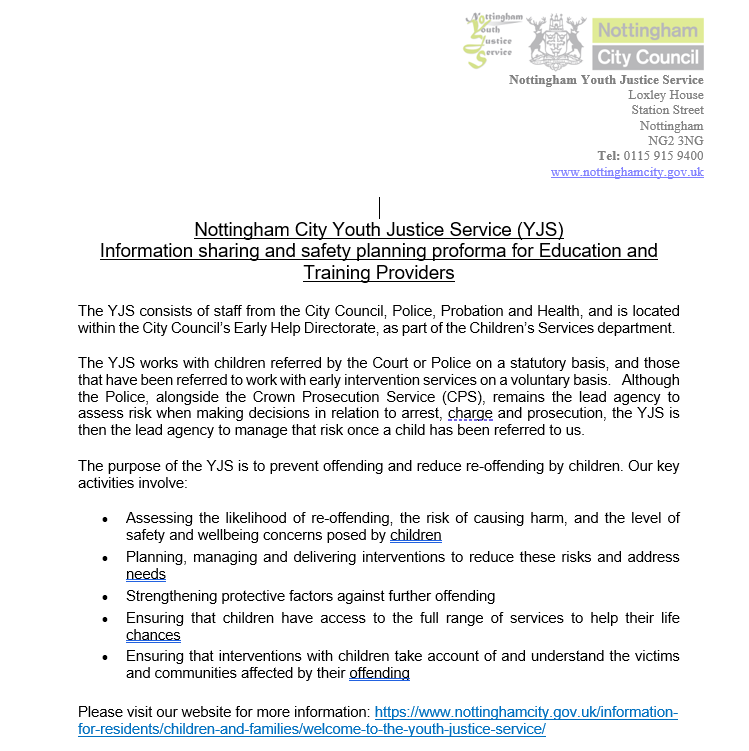 Nottingham
Youth
Justice
Service
Nottingham
City Council
Nottingham Youth Justice Service
Loxley House
Station Street
Nottingham
NG2 3NG
Tel: 0115 915 9400
www.nottinghamcity.gov.uk
Nottingham City Youth Justice Service (YJS)
Information sharing and safety planning proforma for Education and
Training Providers
The YJS consists of staff from the City Council, Police, Probation and Health, and is located
within the City Council's Early Help Directorate, as part of the Children's Services department.
The YJS works with children referred by the Court or Police on a statutory basis, and those
that have been referred to work with early intervention services on a voluntary basis. Although
the Police, alongside the Crown Prosecution Service (CPS), remains the lead agency to
assess risk when making decisions in relation to arrest, charge and prosecution, the YJS is
then the lead agency to manage that risk once a child has been referred to us.
The purpose of the YJS is to prevent offending and reduce re-offending by children. Our key
activities involve:
• Assessing the likelihood of re-offending, the risk of causing harm, and the level of
safety and wellbeing concerns posed by children
• Planning, managing and delivering interventions to reduce these risks and address
needs
• Strengthening protective factors against further offending
• Ensuring that children have access to the full range of services to help their life
chances
• Ensuring that interventions with children take account of and understand the victims
and communities affected by their offending
Please visit our website for more information: https://www.nottinghamcity.gov.uk/information-
for-residents/children-and-families/welcome-to-the-youth-justice-service/